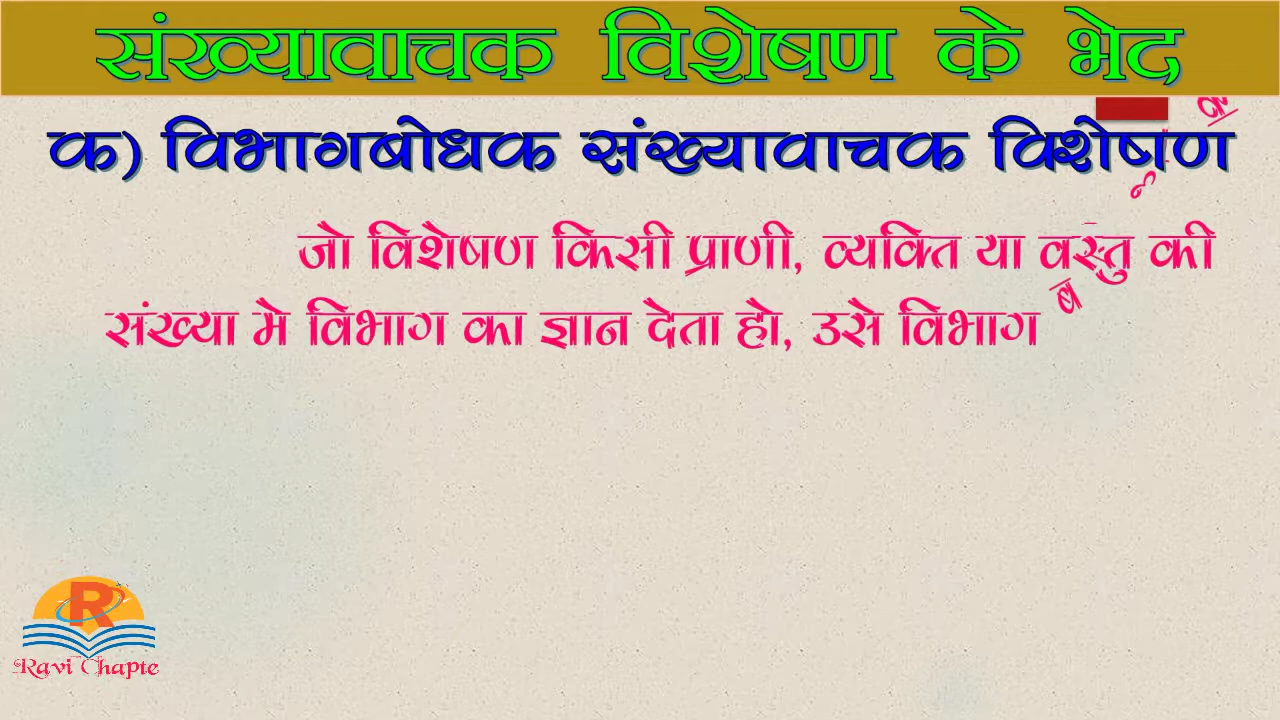 संख्यावाचक विशेषण के भेद
क) विभागबोधक संख्यावाचक विशेषण
जो विशेषण किसी प्राणी, व्यक्ति या वस्तु की
संख्या मे विभाग का ज्ञान देता हो, उसे विभाग
ब
Ravi Chapte